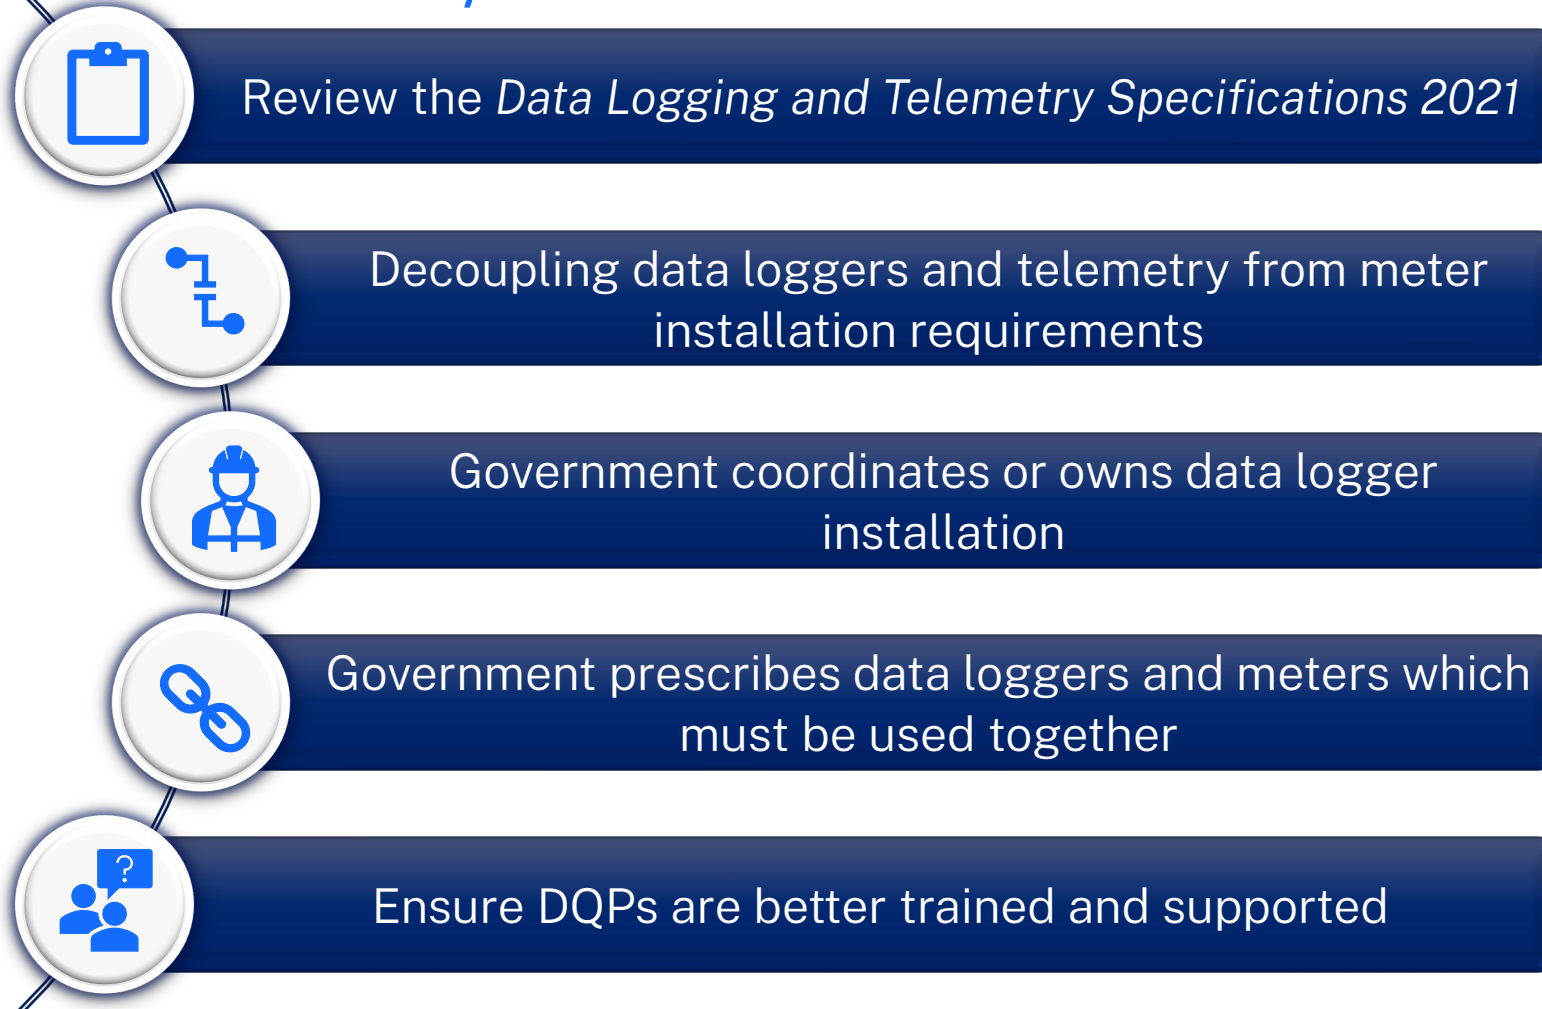 Review the Data Logging and Telemetry Specifications 2021
Decoupling data loggers and telemetry from meter
installation requirements
Government coordinates or owns data logger
installation
Government prescribes data loggers and meters which
must be used together
?
Ensure DQPs are better trained and supported